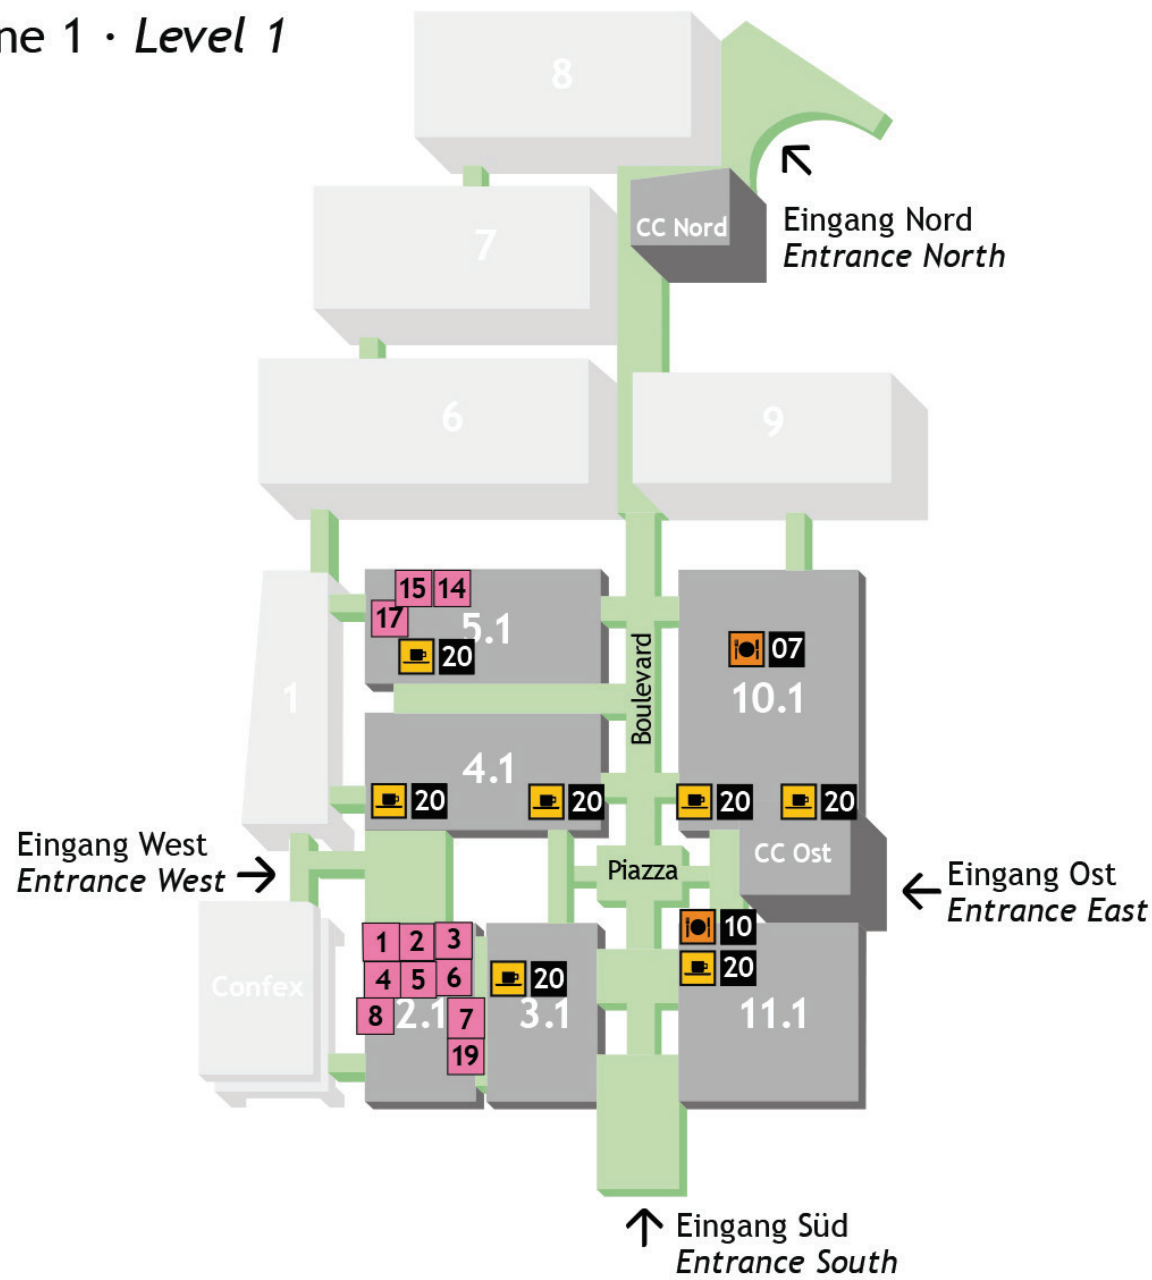 ne 1 · Level 1
8
CC Nord
Eingang Nord
Entrance North
7
6
9
15 14
17
5.1
20
07
10.1
1
Boulevard
4.1
20
20
20
20
Eingang West
Entrance West
Piazza
CC Ost
Eingang Ost
Entrance East
Confex
1 2 3
4 5 6
8 2.1 7
19
20
3.1
10
20
11.1
Eingang Süd
Entrance South